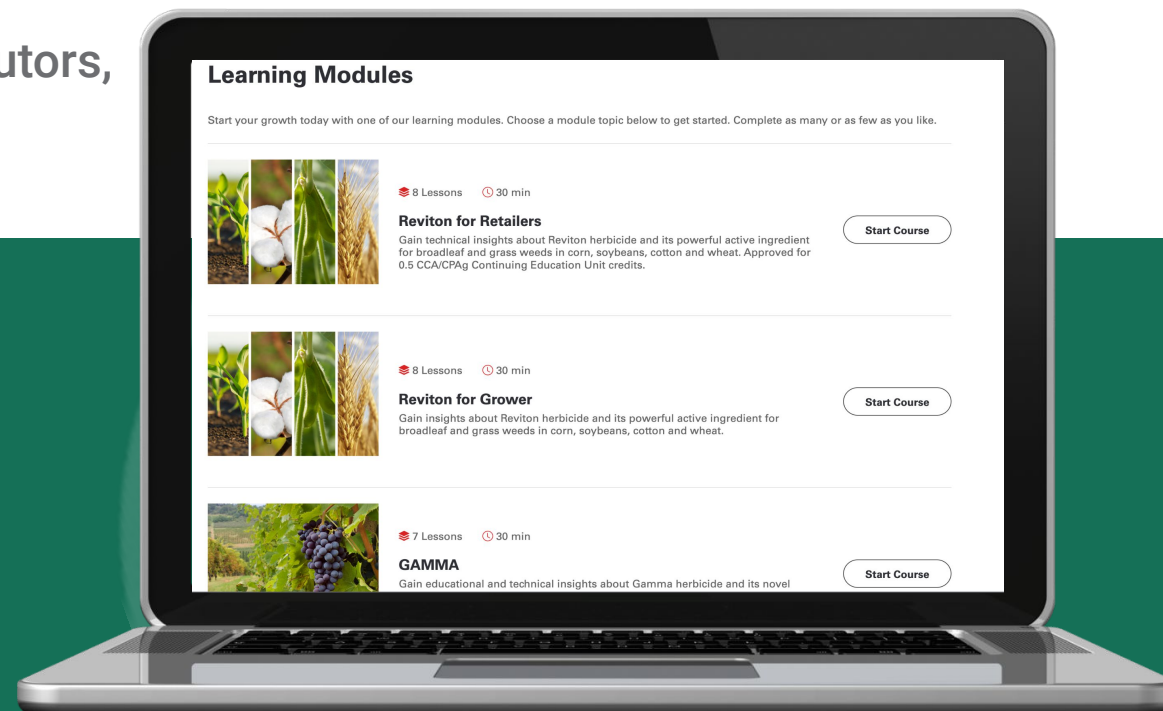 Learning Modules
Start your growth today with one of our learning modules. Choose a module topic below to get started. Complete as many or as few as you like.
8 Lessons 30 min
Reviton for Retailers
Gain technical insights about Reviton herbicide and its powerful active ingredient
for broadleaf and grass weeds in corn, soybeans, cotton and wheat. Approved for
0.5 CCA/CPAg Continuing Education Unit credits.
Start Course
8 Lessons 30 min
Reviton for Grower
Gain insights about Reviton herbicide and its powerful active ingredient for
broadleaf and grass weeds in corn, soybeans, cotton and wheat.
Start Course
7 Lessons 30 min
GAMMA
Gain educational and technical insights about Gamma herbicide and its novel
Start Course